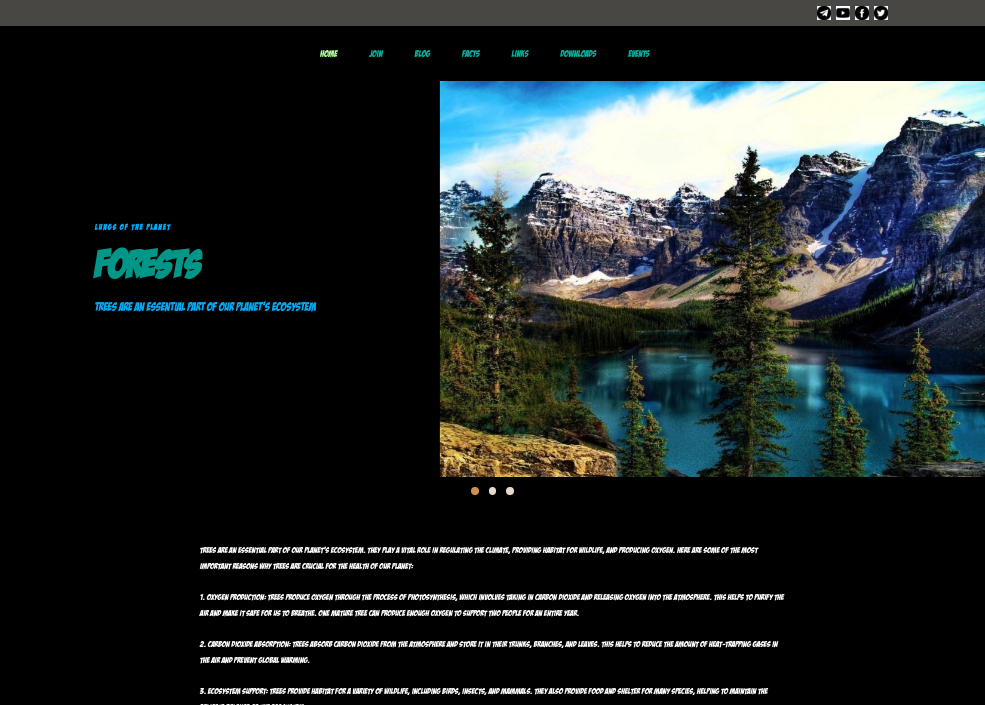 HOME JOIN BLOG FACTS LINKS DOWNLOADS EVENTS
LUNGS OF THE PLANET
FORESTS
TREES ARE AN ESSENTIAL PART OF OUR PLANET'S ECOSYSTEM
TREES ARE AN ESSENTIAL PART OF OUR PLANET'S ECOSYSTEM. THEY PLAY A VITAL ROLE IN REGULATING THE CLIMATE, PROVIDING HABITAT FOR WILDLIFE, AND PRODUCING OXYGEN. HERE ARE SOME OF THE MOST
IMPORTANT REASONS WHY TREES ARE CRUCIAL FOR THE HEALTH OF OUR PLANET:
1. OXYGEN PRODUCTION: TREES PRODUCE OXYGEN THROUGH THE PROCESS OF PHOTOSYNTHESIS, WHICH INVOLVES TAKING IN CARBON DIOXIDE AND RELEASING OXYGEN INTO THE ATMOSPHERE. THIS HELPS TO PURIFY THE
AIR AND MAKE IT SAFE FOR US TO BREATHE. ONE MATURE TREE CAN PRODUCE ENOUGH OXYGEN TO SUPPORT TWO PEOPLE FOR AN ENTIRE YEAR.
2. CARBON DIOXIDE ABSORPTION: TREES ABSORB CARBON DIOXIDE FROM THE ATMOSPHERE AND STORE IT IN THEIR TRUNKS, BRANCHES, AND LEAVES. THIS HELPS TO REDUCE THE AMOUNT OF HEAT-TRAPPING GASES IN
THE AIR AND PREVENT GLOBAL WARMING.
3. ECOSYSTEM SUPPORT: TREES PROVIDE HABITAT FOR A VARIETY OF WILDLIFE, INCLUDING BIRDS, INSECTS, AND MAMMALS. THEY ALSO PROVIDE FOOD AND SHELTER FOR MANY SPECIES, HELPING TO MAINTAIN THE